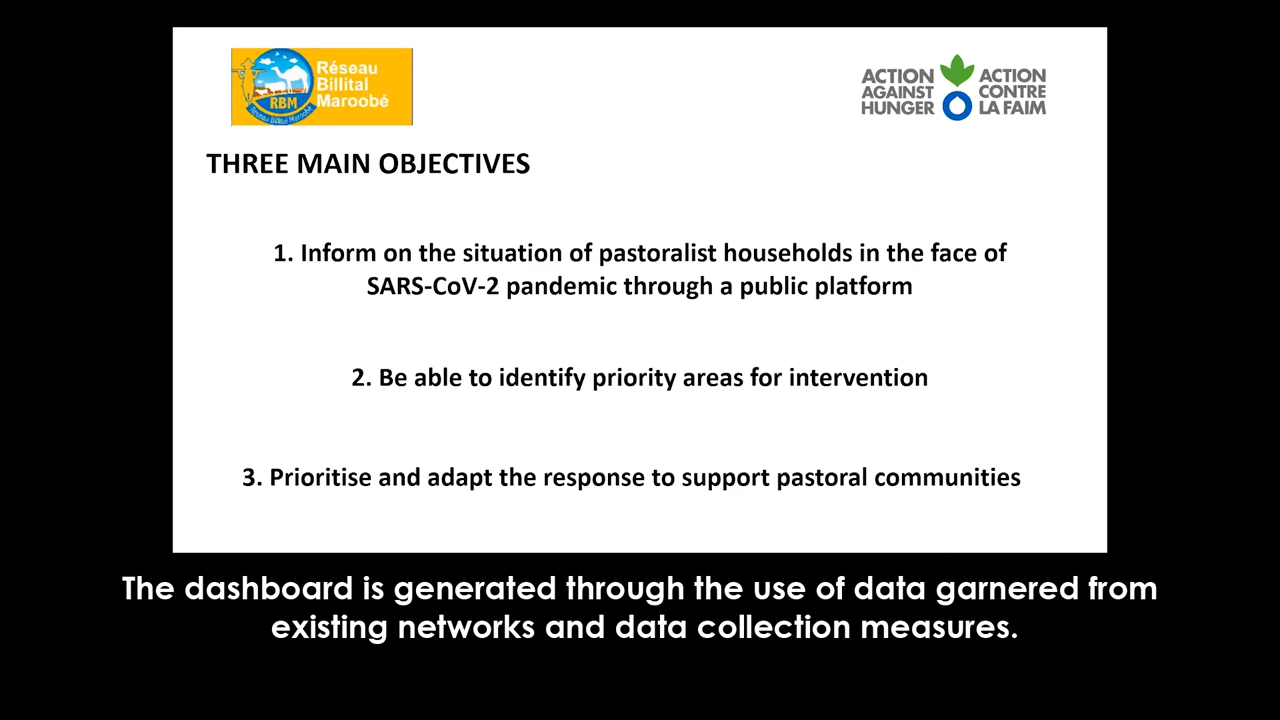 Réseau
Billital
Maroobé
RBM
Réseau Billital Maroobé
ACTION
AGAINST
HUNGER
ACTION
CONTRE
LA FAIM
THREE MAIN OBJECTIVES
1. Inform on the situation of pastoralist households in the face of
SARS-CoV-2 pandemic through a public platform
2. Be able to identify priority areas for intervention
3. Prioritise and adapt the response to support pastoral communities
The dashboard is generated through the use of data garnered from
existing networks and data collection measures.